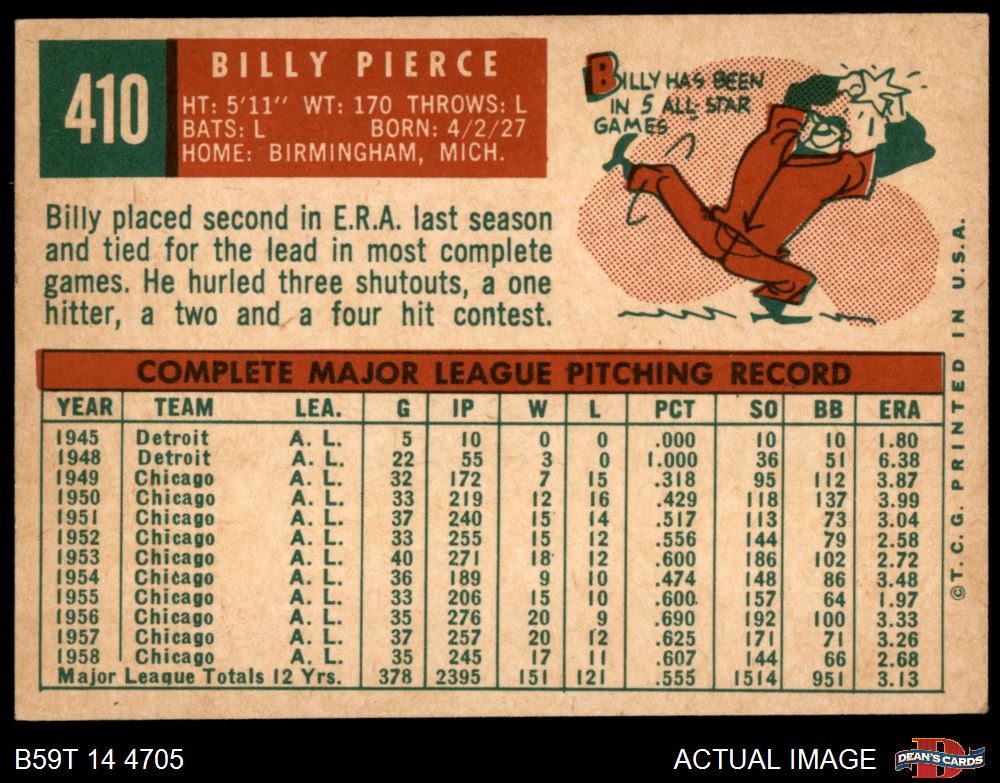 410
BILLY PIERCE
HT: 5'11" WT: 170 THROWS: L
BATS: L BORN: 4/2/27
HOME: BIRMINGHAM, MICH.
BILLY HAS BEEN
IN 5 ALL-STAR
GAMES
Billy placed second in E.R.A. last season
and tied for the lead in most complete
games. He hurled three shutouts, a one
hitter, a two and a four hit contest.
COMPLETE MAJOR LEAGUE PITCHING RECORD
YEAR TEAM LEA. G IP W L PCT SO BB ERA
1945 Detroit A. L. 5 10 0 0 .000 10 10 1.80
1948 Detroit A. L. 22 55 3 0 1.000 36 51 6.38
1949 Chicago A. L. 32 172 7 15 .318 95 112 3.87
1950 Chicago A. L. 33 219 12 16 .429 118 137 3.99
1951 Chicago A. L. 37 240 15 14 .517 113 73 3.04
1952 Chicago A. L. 33 255 15 12 .556 144 79 2.58
1953 Chicago A. L. 40 271 18 12 .600 186 102 2.72
1954 Chicago A. L. 36 189 9 10 .474 148 86 3.48
1955 Chicago A. L. 33 206 15 10 .600 157 64 1.97
1956 Chicago A. L. 35 276 20 9 .690 192 100 3.33
1957 Chicago A. L. 37 257 20 12 .625 171 71 3.26
1958 Chicago A. L. 35 245 17 11 .607 144 66 2.68
Major League Totals 12 Yrs. 378 2395 151 121 .555 1514 951 3.13
©T. C. G. PRINTED IN U.S.A.
B59T 14 4705
ACTUAL IMAGE
DEAN'S CARDS